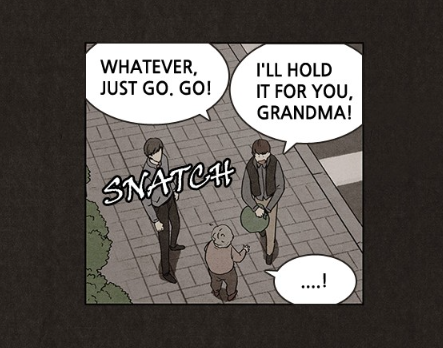 WHATEVER,
JUST GO. GO!
I'LL HOLD
IT FOR YOU,
GRANDMA!
SNATCH
....!